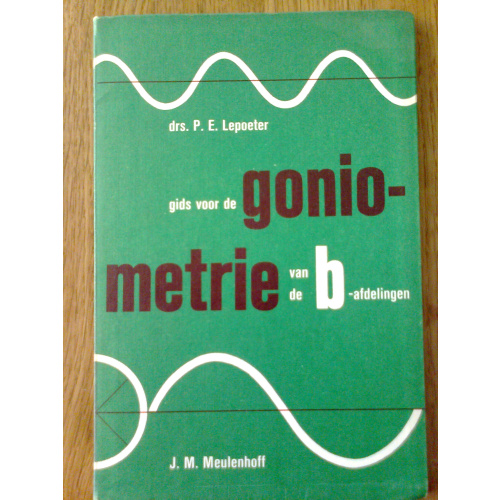 drs. P. E. Lepoeter
gids voor de gonio-
metrie van de b-afdelingen
J. M. Meulenhoff